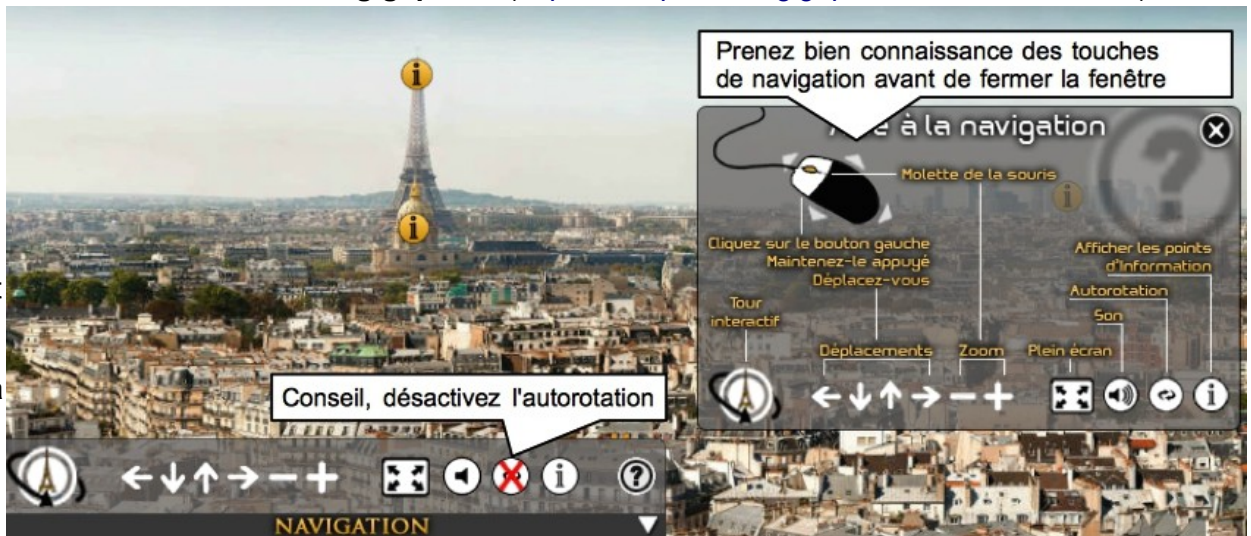 Prenez bien connaissance des touches
de navigation avant de fermer la fenêtre
à la navigation
Molette de la souris
Cliquez sur le bouton gauche
Maintenez-le appuyé
Déplacez-vous
Afficher les points
d'Information
Autorotation
Son
Tour
interactif
Déplacements
Zoom
Plein écran
Conseil, désactivez l'autorotation
NAVIGATION